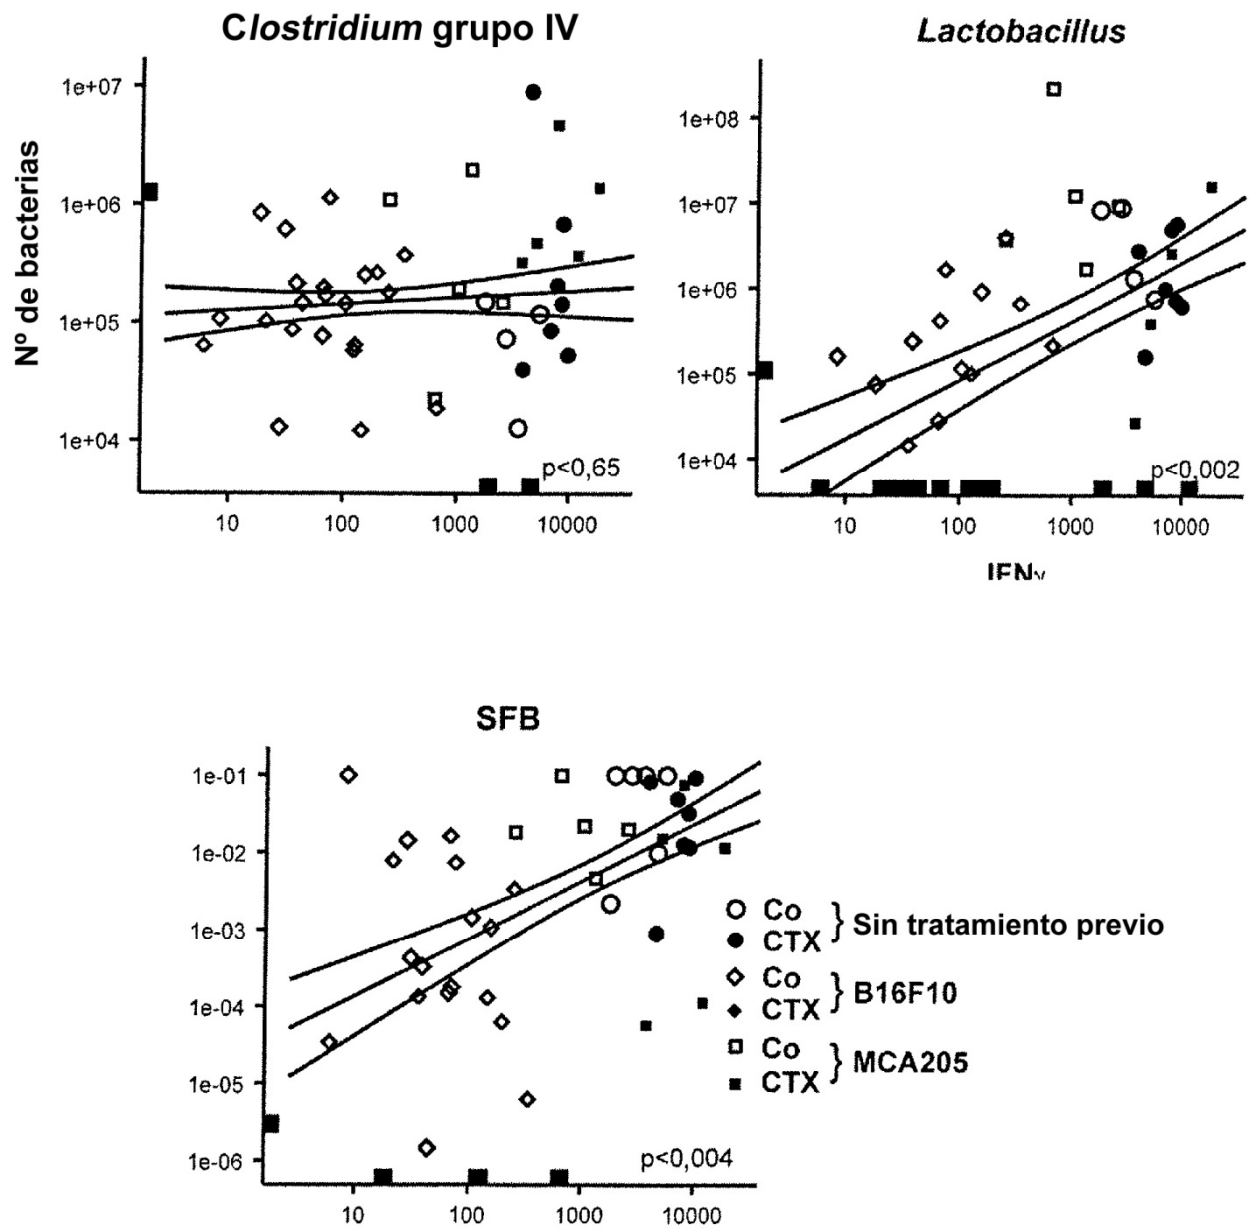 Clostridium grupo IV
Nº de bacterias
1e+07
1e+06
1e+05
1e+04
p<0,65
10 100 1000 10000
Lactobacillus
1e+08
1e+07
1e+06
1e+05
1e+04
p<0,002
10 100 1000 10000
IFNγ
SFB
1e-01
1e-02
1e-03
1e-04
1e-05
1e-06
p<0,004
10 100 1000 10000
Co
CTX
} Sin tratamiento previo
Co
CTX
} B16F10
Co
CTX
} MCA205